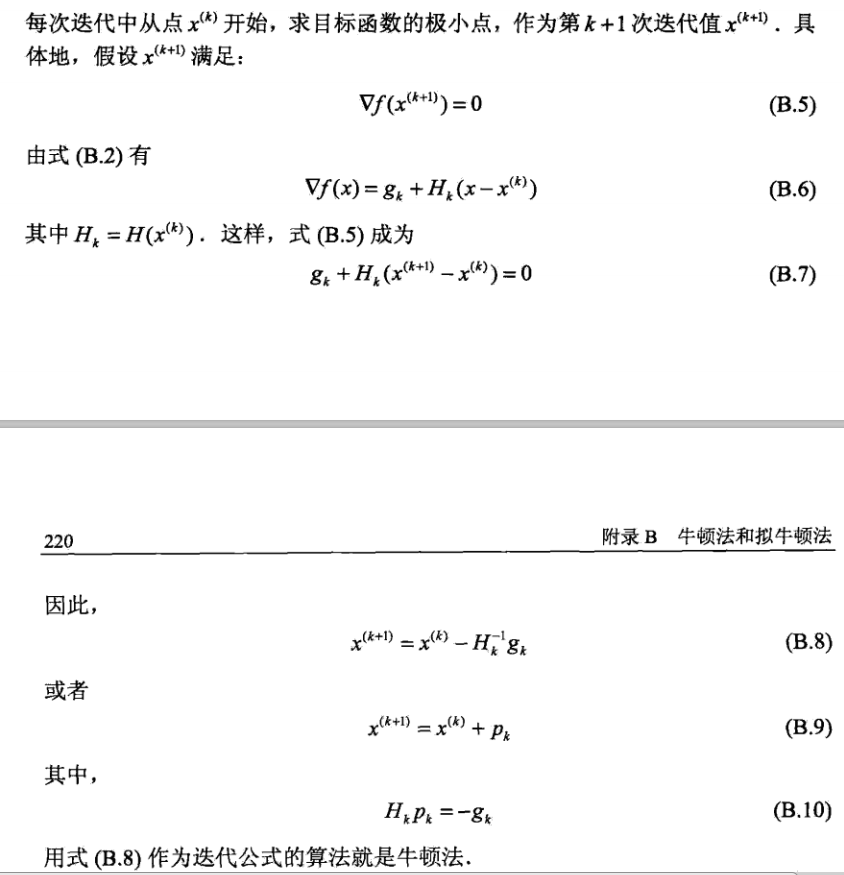 每次迭代中从点 $x^{(k)}$ 开始，求目标函数的极小点，作为第 $k+1$ 次迭代值 $x^{(k+1)}$．具
体地，假设 $x^{(k+1)}$ 满足：
$\nabla f(x^{(k+1)})=0$ (B.5)
由式 (B.2) 有
$\nabla f(x)=g_k+H_k(x-x^{(k)})$ (B.6)
其中 $H_k=H(x^{(k)})$．这样，式 (B.5) 成为
$g_k+H_k(x^{(k+1)}-x^{(k)})=0$ (B.7)
220 附录 B 牛顿法和拟牛顿法
因此，
$x^{(k+1)}=x^{(k)}-H_k^{-1}g_k$ (B.8)
或者
$x^{(k+1)}=x^{(k)}+p_k$ (B.9)
其中，
$H_kp_k=-g_k$ (B.10)
用式 (B.8) 作为迭代公式的算法就是牛顿法．